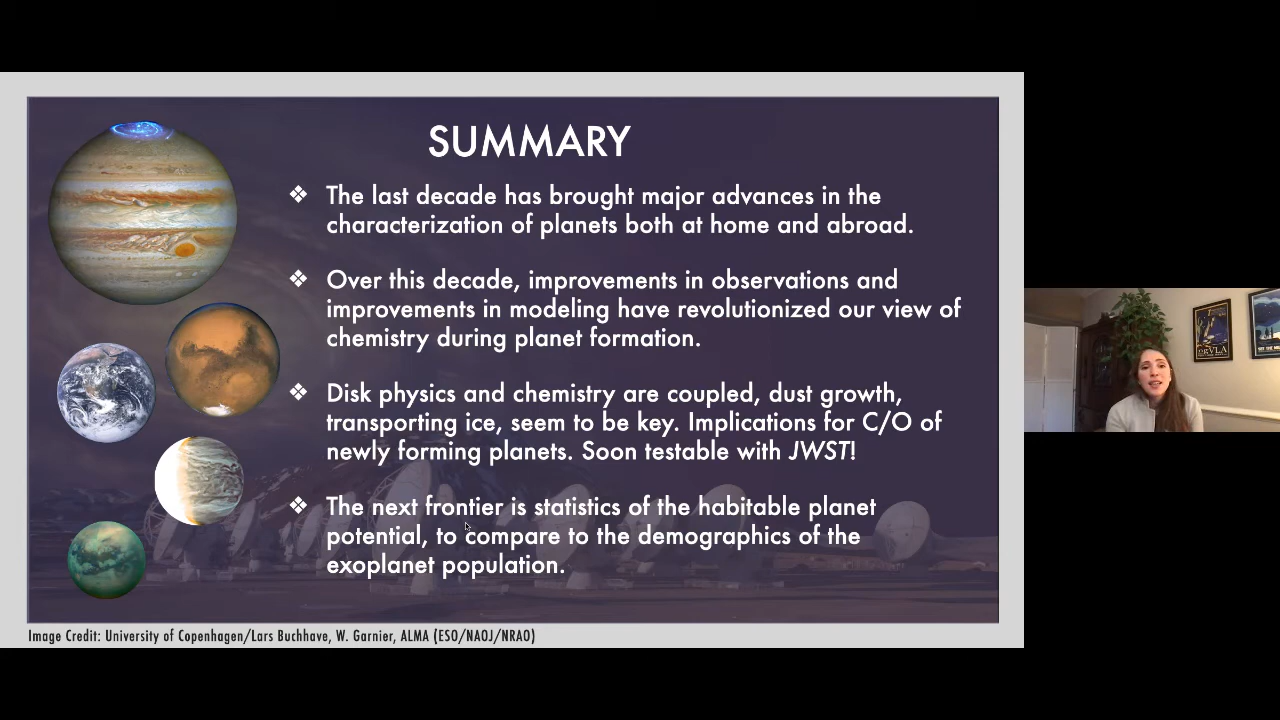 SUMMARY
❖ The last decade has brought major advances in the
characterization of planets both at home and abroad.
❖ Over this decade, improvements in observations and
improvements in modeling have revolutionized our view of
chemistry during planet formation.
❖ Disk physics and chemistry are coupled, dust growth,
transporting ice, seem to be key. Implications for C/O of
newly forming planets. Soon testable with JWST!
❖ The next frontier is statistics of the habitable planet
potential, to compare to the demographics of the
exoplanet population.
Image Credit: University of Copenhagen/Lars Buchhave, W. Garnier, ALMA (ESO/NAOJ/NRAO)
VLA